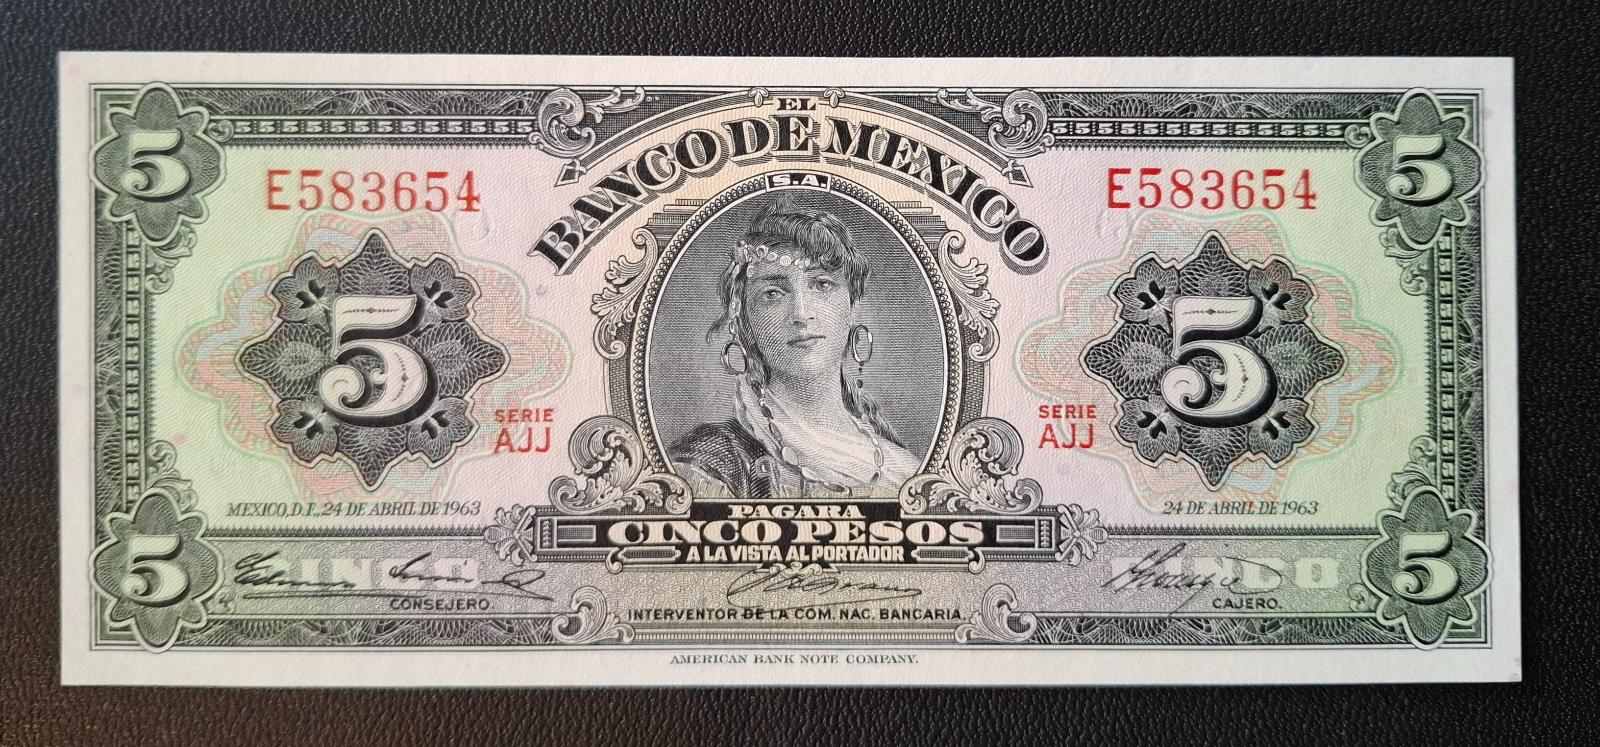 5 5
EL
BANCO DE MEXICO
S.A.
E583654 E583654
5 5
SERIE
AJJ
SERIE
AJJ
MEXICO, D.F., 24 DE ABRIL DE 1963 24 DE ABRIL DE 1963
PAGARA
CINCO PESOS
A LA VISTA AL PORTADOR
5 CINCO CINCO 5
CONSEJERO. CAJERO.
INTERVENTOR DE LA COM. NAC. BANCARIA.
AMERICAN BANK NOTE COMPANY.